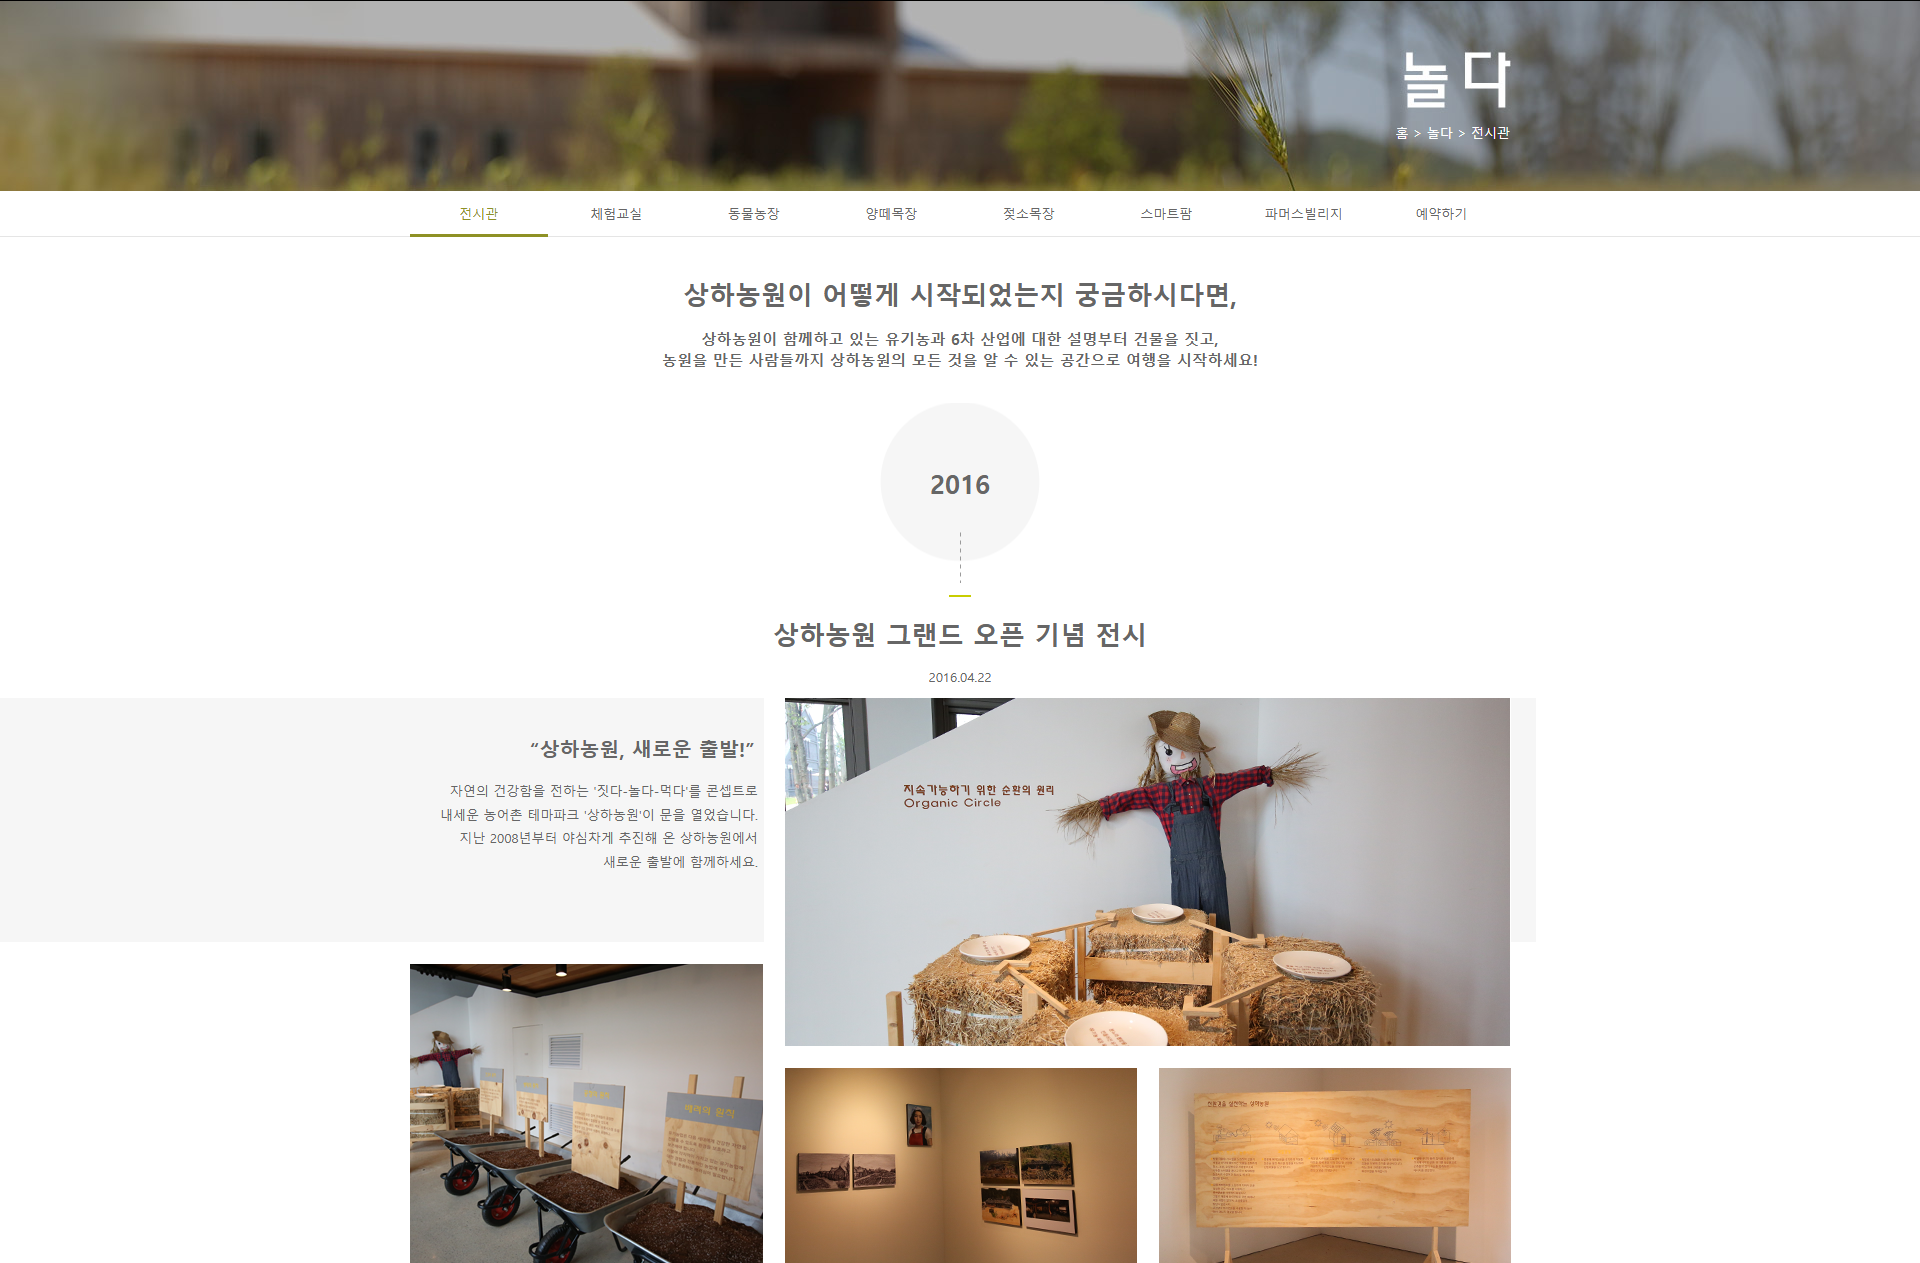 놀다
홈 > 놀다 > 전시관
전시관 체험교실 동물농장 양떼목장 젖소목장 스마트팜 파머스빌리지 예약하기
상하농원이 어떻게 시작되었는지 궁금하시다면,
상하농원이 함께하고 있는 유기농과 6차 산업에 대한 설명부터 건물을 짓고,
농원을 만든 사람들까지 상하농원의 모든 것을 알 수 있는 공간으로 여행을 시작하세요!
2016
상하농원 그랜드 오픈 기념 전시
2016.04.22
“상하농원, 새로운 출발!”
자연의 건강함을 전하는 '짓다-놀다-먹다'를 콘셉트로
내세운 농어촌 테마파크 '상하농원'이 문을 열었습니다.
지난 2008년부터 야심차게 추진해 온 상하농원에서
새로운 출발에 함께하세요.
지속가능하기 위한 순환의 원리
Organic Circle
배려의 원칙